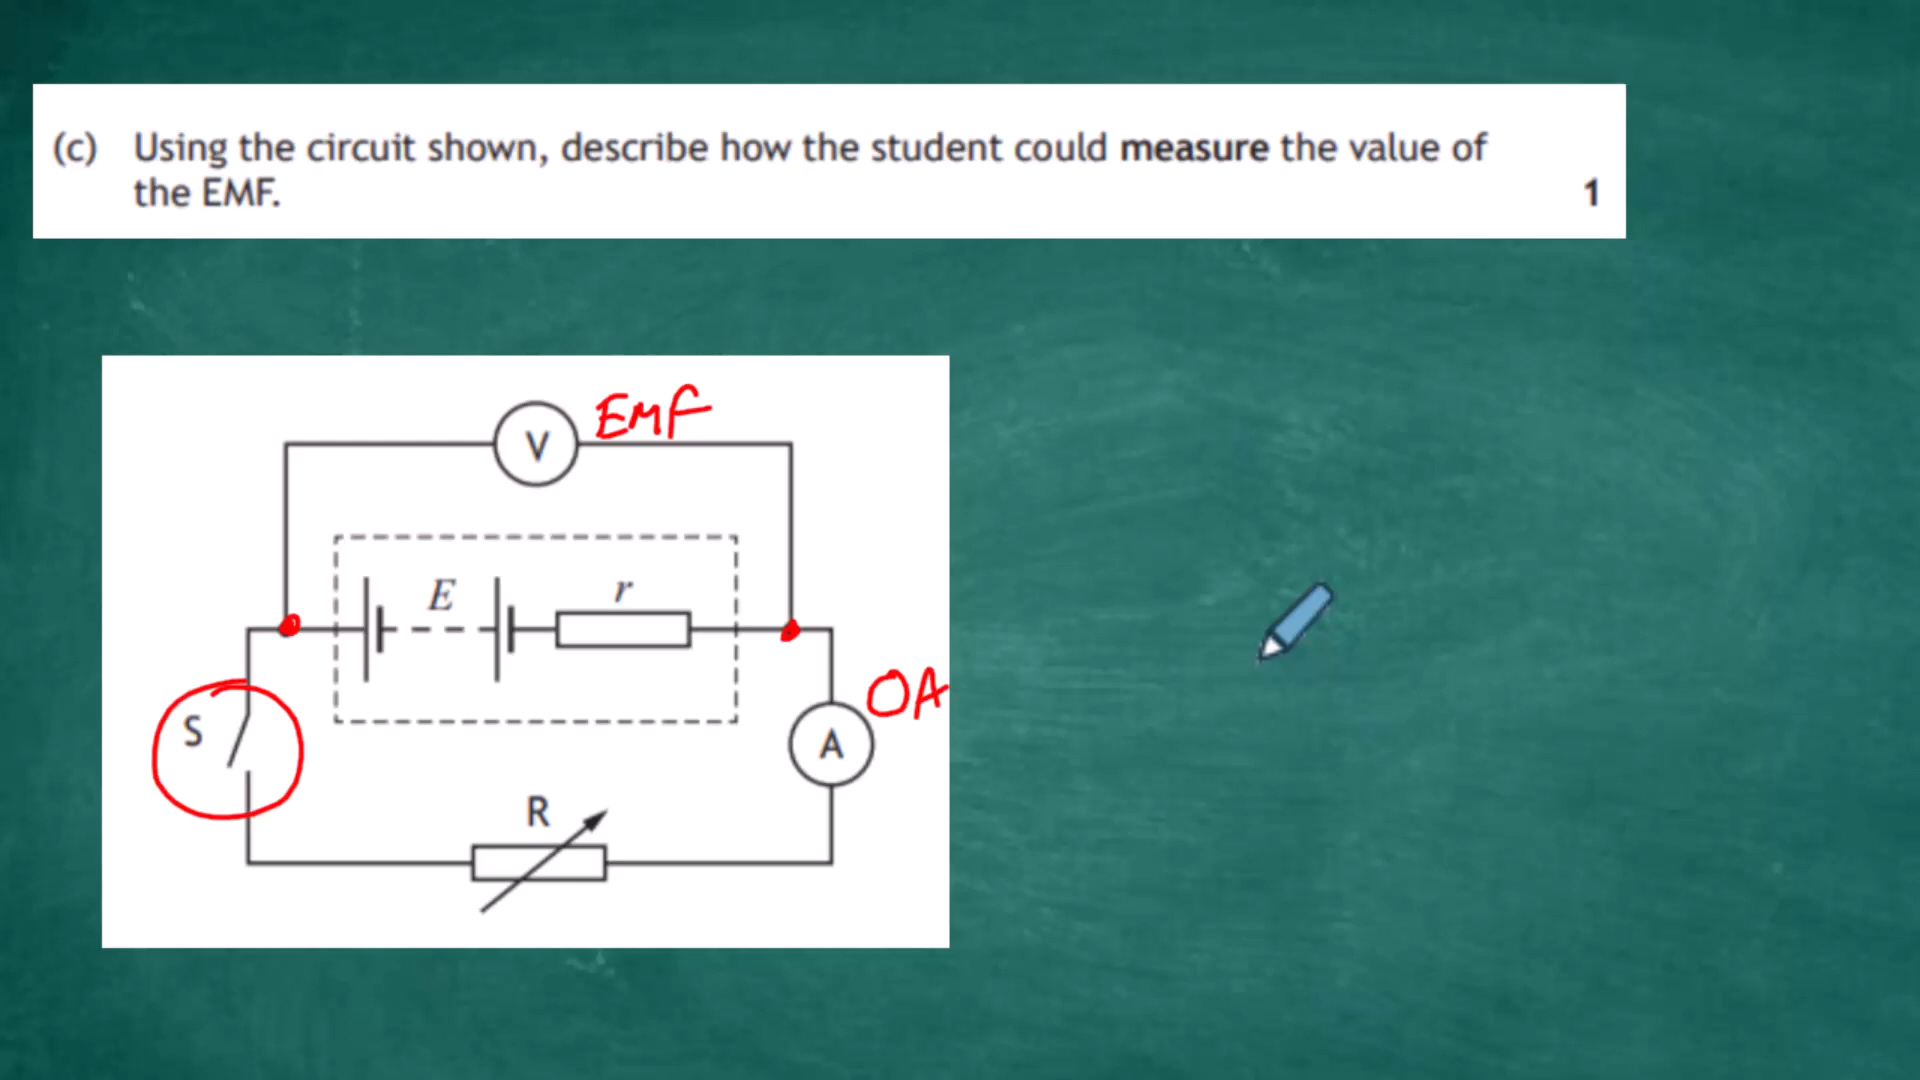 (c) Using the circuit shown, describe how the student could measure the value of
the EMF.
1
V
EMF
E
r
S
OA
A
R